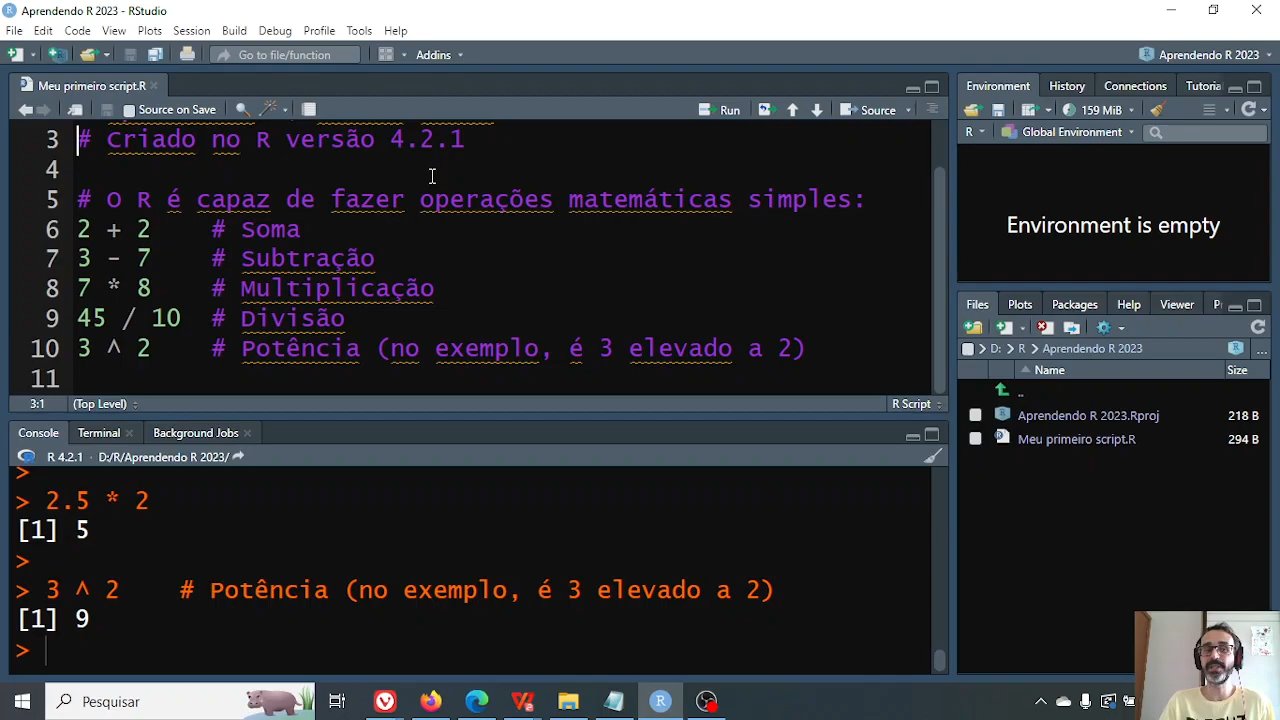 Aprendendo R 2023 - RStudio
File Edit Code View Plots Session Build Debug Profile Tools Help
Go to file/function Addins Aprendendo R 2023
Meu primeiro script.R
Source on Save Run Source
3 # Criado no R versão 4.2.1
4
5 # O R é capaz de fazer operações matemáticas simples:
6 2 + 2 # Soma
7 3 - 7 # Subtração
8 7 * 8 # Multiplicação
9 45 / 10 # Divisão
10 3 ^ 2 # Potência (no exemplo, é 3 elevado a 2)
11
3:1 (Top Level) R Script
Console Terminal Background Jobs
R 4.2.1 · D:/R/Aprendendo R 2023/
>
> 2.5 * 2
[1] 5
>
> 3 ^ 2 # Potência (no exemplo, é 3 elevado a 2)
[1] 9
>
Environment History Connections Tutoria
159 MiB
R Global Environment
Environment is empty
Files Plots Packages Help Viewer P
D: R Aprendendo R 2023 ...
Name Size
..
Aprendendo R 2023.Rproj 218 B
Meu primeiro script.R 294 B
Pesquisar